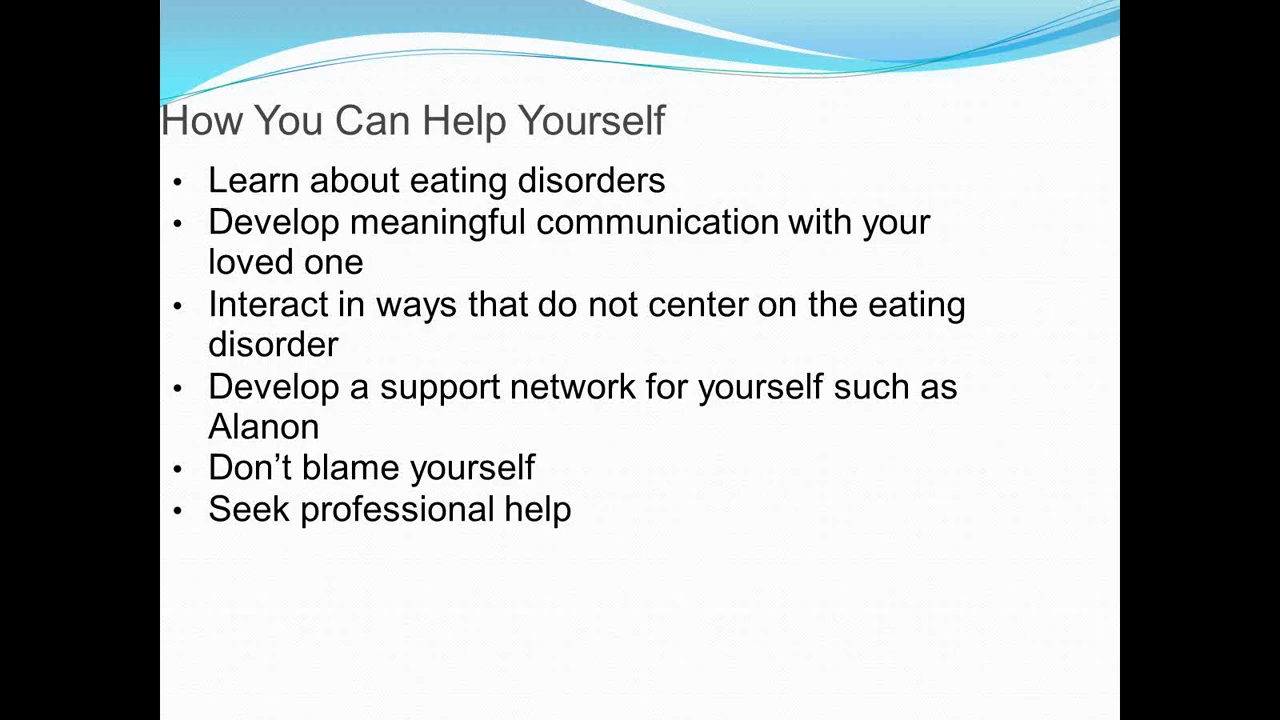 How You Can Help Yourself
• Learn about eating disorders
• Develop meaningful communication with your
loved one
• Interact in ways that do not center on the eating
disorder
• Develop a support network for yourself such as
Alanon
• Don’t blame yourself
• Seek professional help